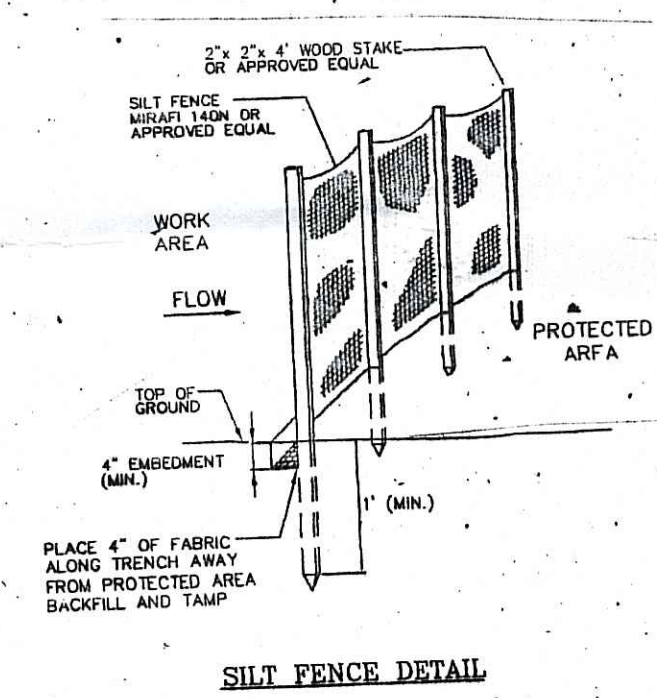 2"x 2"x 4' WOOD STAKE
OR APPROVED EQUAL
SILT FENCE
MIRAFI 140N OR
APPROVED EQUAL
WORK
AREA
FLOW
PROTECTED
ARFA
TOP OF
GROUND
4" EMBEDMENT
(MIN.)
1' (MIN.)
PLACE 4" OF FABRIC
ALONG TRENCH AWAY
FROM PROTECTED AREA
BACKFILL AND TAMP
SILT FENCE DETAIL